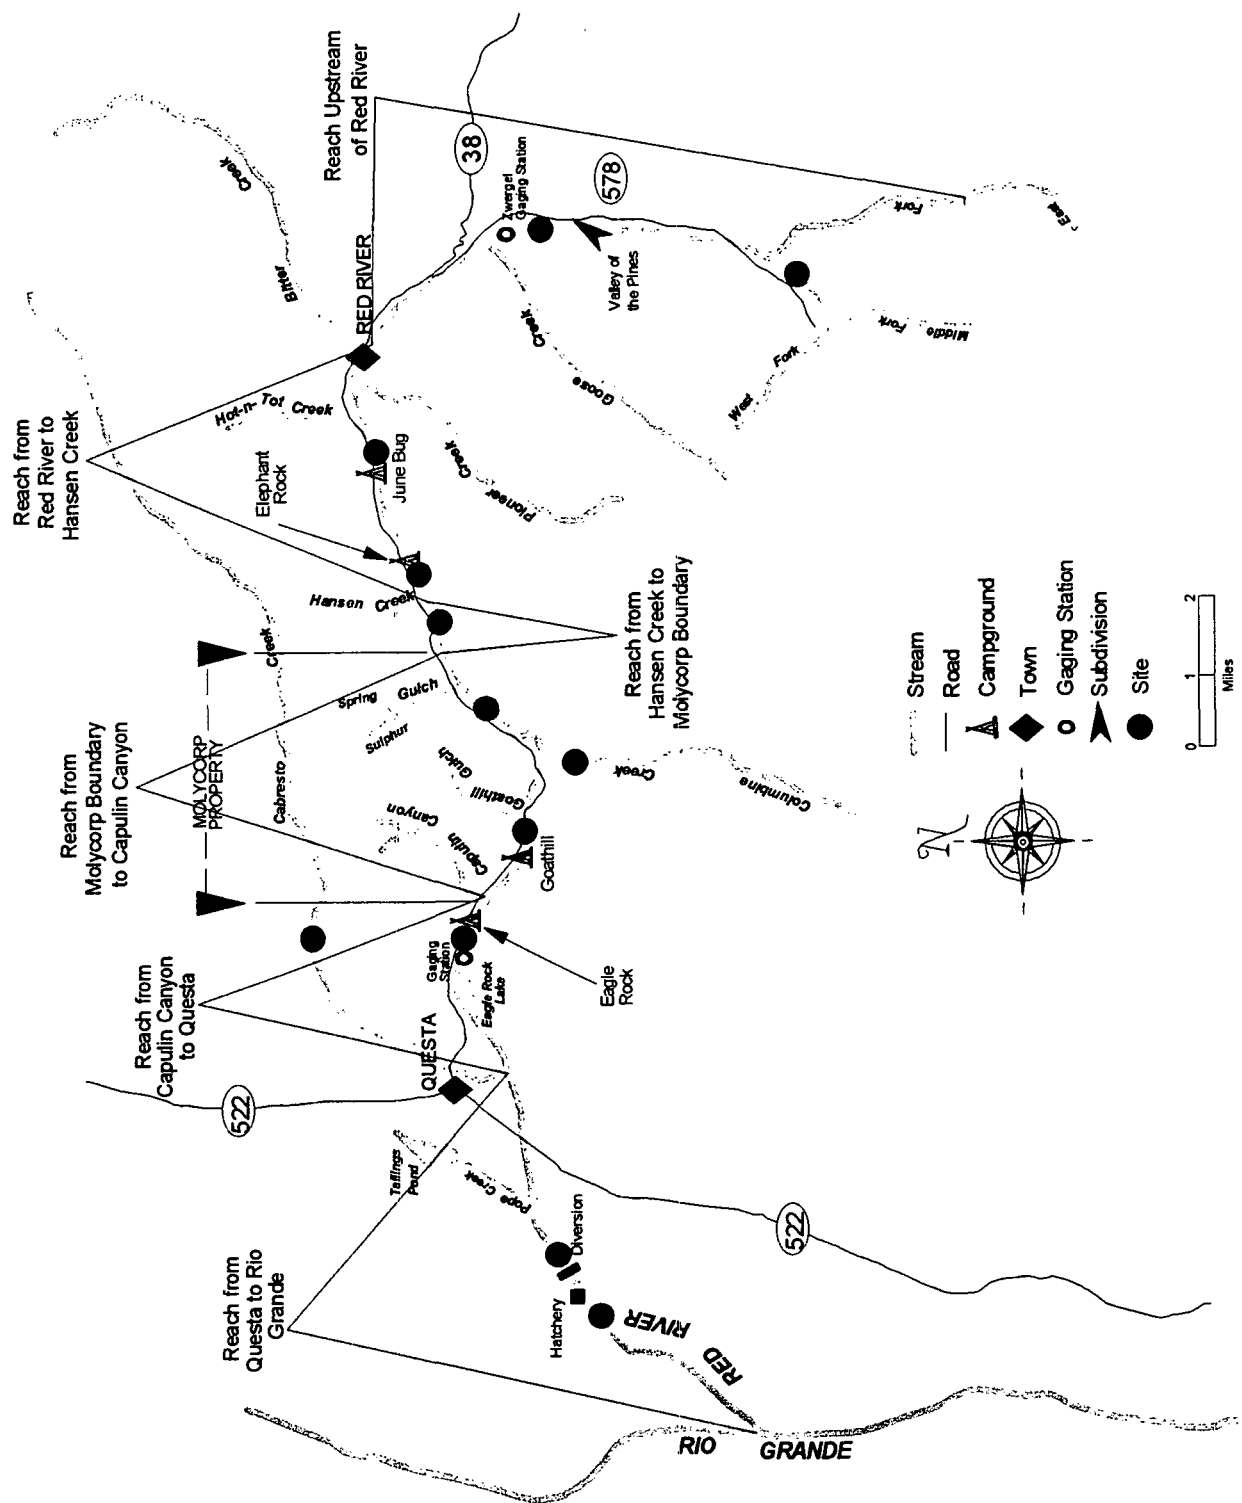 Reach Upstream
of Red River
Reach from
Red River to
Hansen Creek
Reach from
Molycorp Boundary
to Capulin Canyon
Reach from
Capulin Canyon
to Questa
Reach from
Questa to Rio
Grande
Reach from
Hansen Creek to
Molycorp Boundary
MOLYCORP
PROPERTY
Bitter
Creek
RED RIVER
38
Zwergel
Gaging Station
578
Valley of
the Pines
East
Fork
Middle
Fork
West
Fork
Goose
Creek
Pioneer
Creek
Hot-n-Tot Creek
June Bug
Elephant
Rock
Hansen Creek
Cabresto
Creek
Spring Gulch
Sulphur
Gulch
Goathill
Gulch
Capulin
Canyon
Columbine
Creek
Goathill
Eagle
Rock
Gaging
Station
Eagle Rock
Lake
QUESTA
522
Tailings
Pond
Pope Creek
Diversion
Hatchery
522
RED
RIVER
RIO
GRANDE
N
Stream
Road
Campground
Town
Gaging Station
Subdivision
Site
0 1 2
Miles